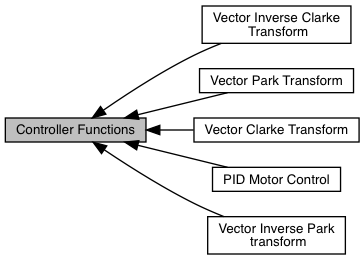 Vector Inverse Clarke
Transform
Vector Park Transform
Controller Functions
Vector Clarke Transform
PID Motor Control
Vector Inverse Park
transform